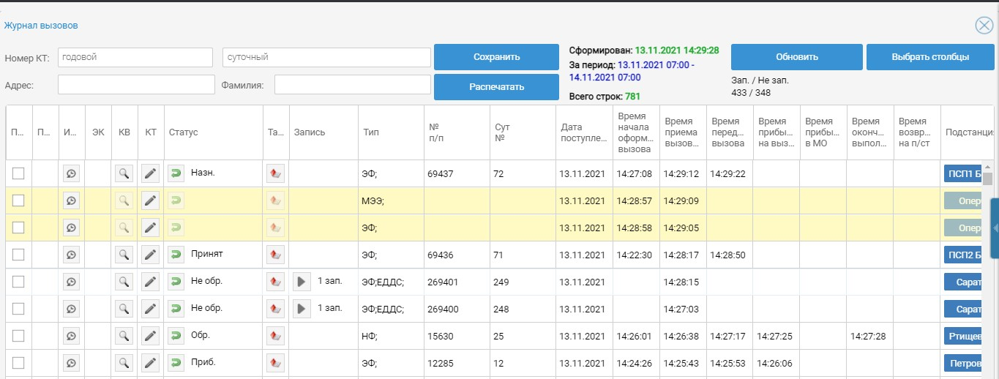 Журнал вызовов
Номер КТ: годовой суточный Сохранить Сформирован: 13.11.2021 14:29:28 Обновить Выбрать столбцы
За период: 13.11.2021 07:00 -
14.11.2021 07:00
Адрес: Фамилия: Распечатать Зап. / Не зап.
Всего строк: 781 433 / 348
П... П... И... ЭК КВ КТ Статус Та... Запись Тип № п/п Сут № Дата поступле... Время начала оформ... вызова Время приема вызов... Время перед... вызова Время прибы... на выз... Время прибы... в МО Время оконч... выпол... Время возвр... на п/ст Подстанция
Назн. ЭФ; 69437 72 13.11.2021 14:27:08 14:29:12 14:29:22 ПСП1 Б
МЭЕ; 13.11.2021 14:28:57 14:29:09 Опер
ЭФ; 13.11.2021 14:28:58 14:29:05 Опер
Принят ЭФ; 69436 71 13.11.2021 14:22:30 14:28:17 14:28:50 ПСП2 Б
Не обр. 1 зап. ЭФ;ЕДДС; 269401 249 13.11.2021 14:28:15 Сарат
Не обр. 1 зап. ЭФ;ЕДДС; 269400 248 13.11.2021 14:27:03 Сарат
Обр. НФ; 15630 25 13.11.2021 14:26:01 14:26:38 14:27:17 14:27:25 14:27:28 Ртищев
Приб. ЭФ; 12285 12 13.11.2021 14:24:26 14:25:43 14:25:53 14:26:06 Петров